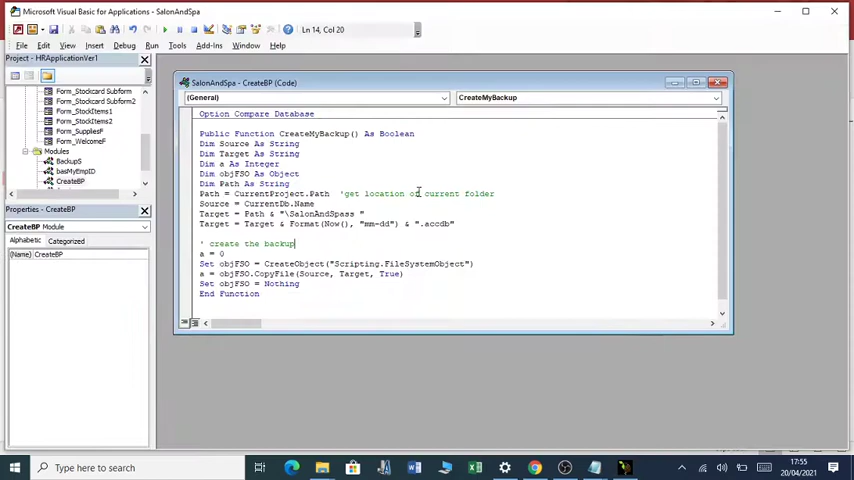 Microsoft Visual Basic for Applications - SalonAndSpa
File Edit View Insert Debug Run Tools Add-Ins Window Help
Ln 14, Col 20
Project - HRApplicationVer1
Form_Stockcard Subform
Form_Stockcard Subform2
Form_StockItems1
Form_StockItems2
Form_SuppliesF
Form_WelcomeF
Modules
BackupS
basMyEmpID
CreateBP
Properties - CreateBP
CreateBP Module
Alphabetic Categorized
(Name) CreateBP
SalonAndSpa - CreateBP (Code)
(General) CreateMyBackup
Option Compare Database
Public Function CreateMyBackup() As Boolean
Dim Source As String
Dim Target As String
Dim a As Integer
Dim objFSO As Object
Dim Path As String
Path = CurrentProject.Path 'get location of current folder
Source = CurrentDb.Name
Target = Path & "\SalonAndSpass "
Target = Target & Format(Now(), "mm-dd") & ".accdb"
' create the backup
a = 0
Set objFSO = CreateObject("Scripting.FileSystemObject")
a = objFSO.CopyFile(Source, Target, True)
Set objFSO = Nothing
End Function
Type here to search
17:55
20/04/2021